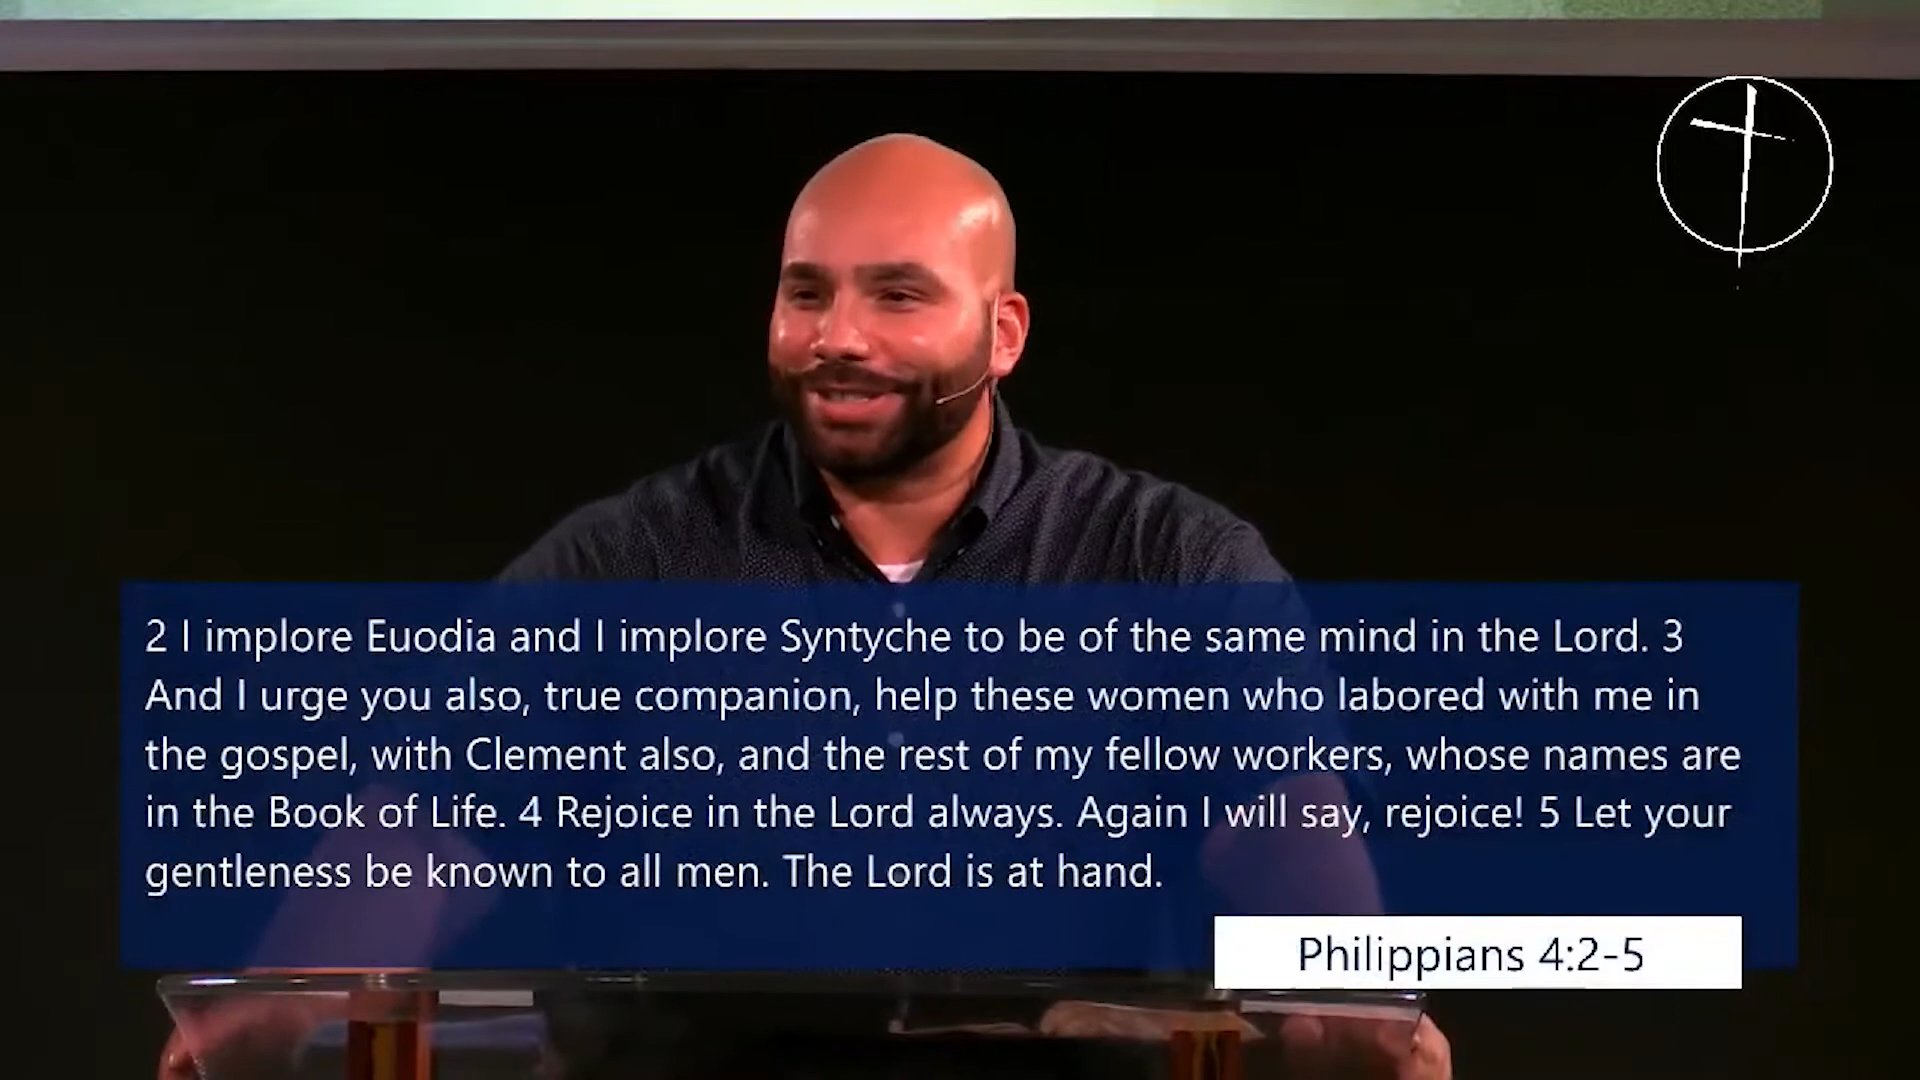 2 I implore Euodia and I implore Syntyche to be of the same mind in the Lord. 3
And I urge you also, true companion, help these women who labored with me in
the gospel, with Clement also, and the rest of my fellow workers, whose names are
in the Book of Life. 4 Rejoice in the Lord always. Again I will say, rejoice! 5 Let your
gentleness be known to all men. The Lord is at hand.
Philippians 4:2-5